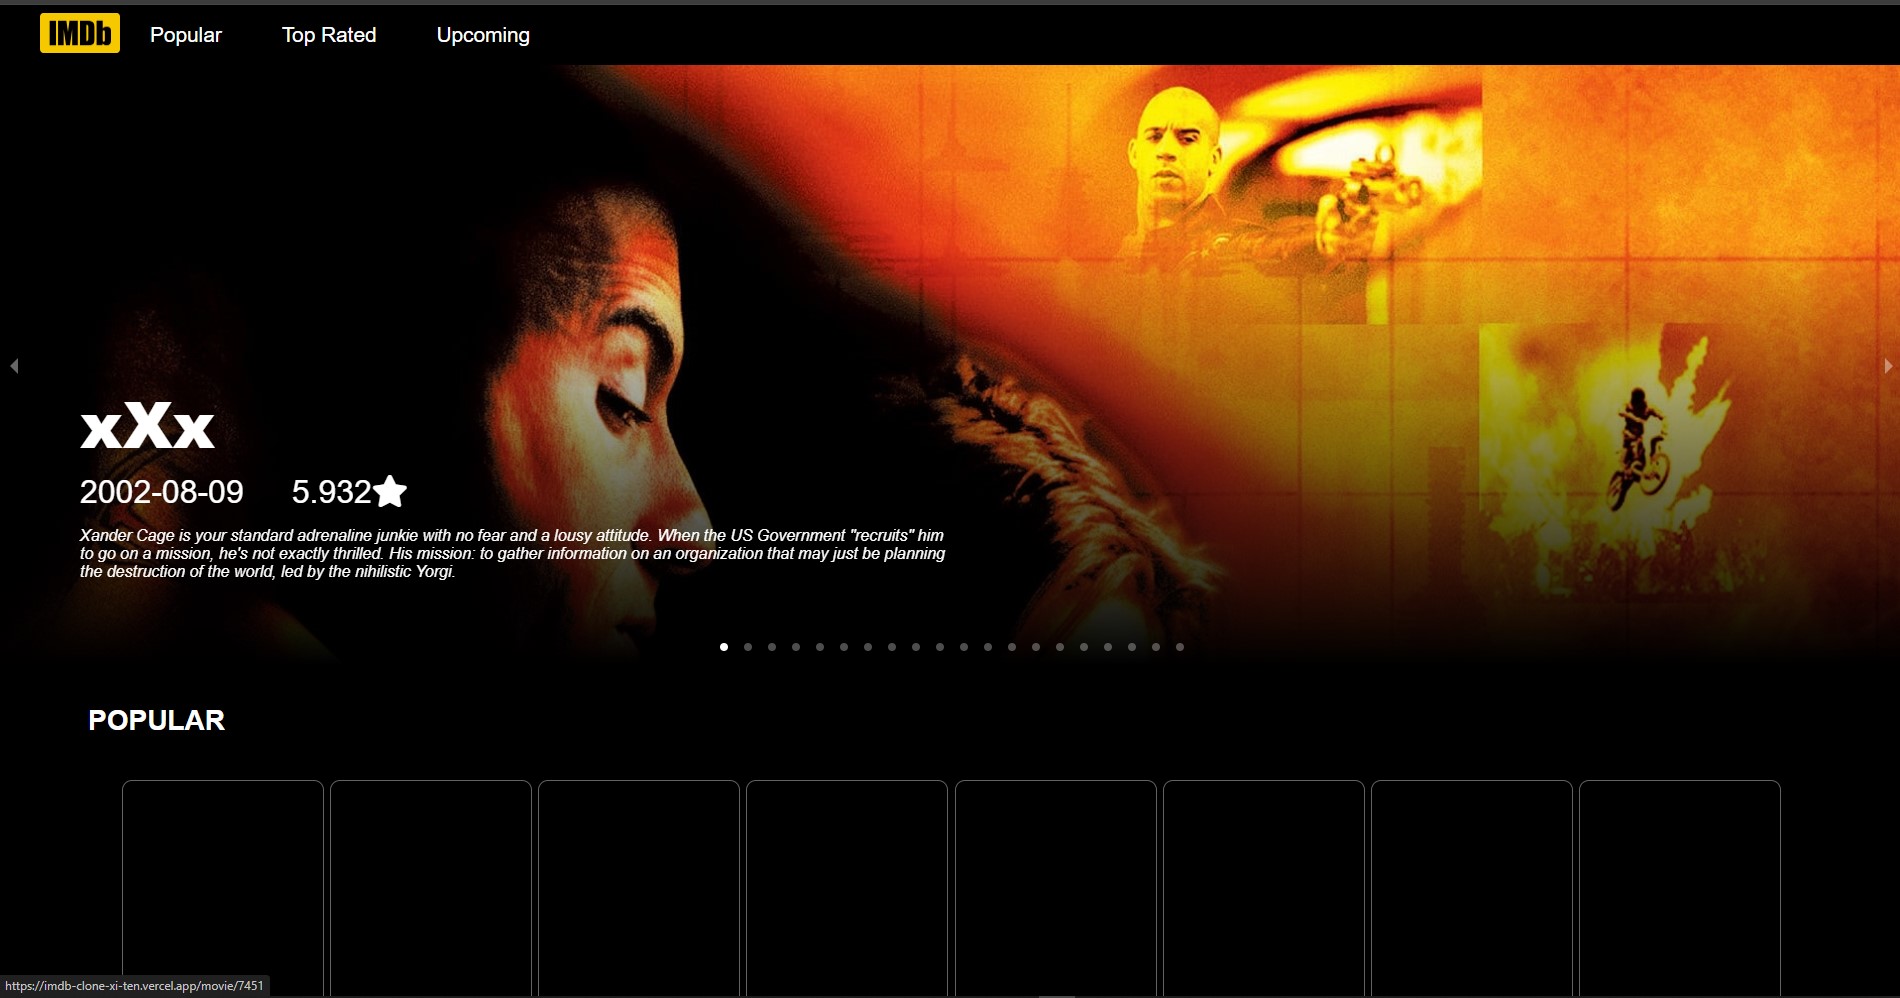 IMDb Popular Top Rated Upcoming
xXx
2002-08-09 5.932
Xander Cage is your standard adrenaline junkie with no fear and a lousy attitude. When the US Government "recruits" him
to go on a mission, he's not exactly thrilled. His mission: to gather information on an organization that may just be planning
the destruction of the world, led by the nihilistic Yorgi.
POPULAR
https://imdb-clone-xi-ten.vercel.app/movie/7451